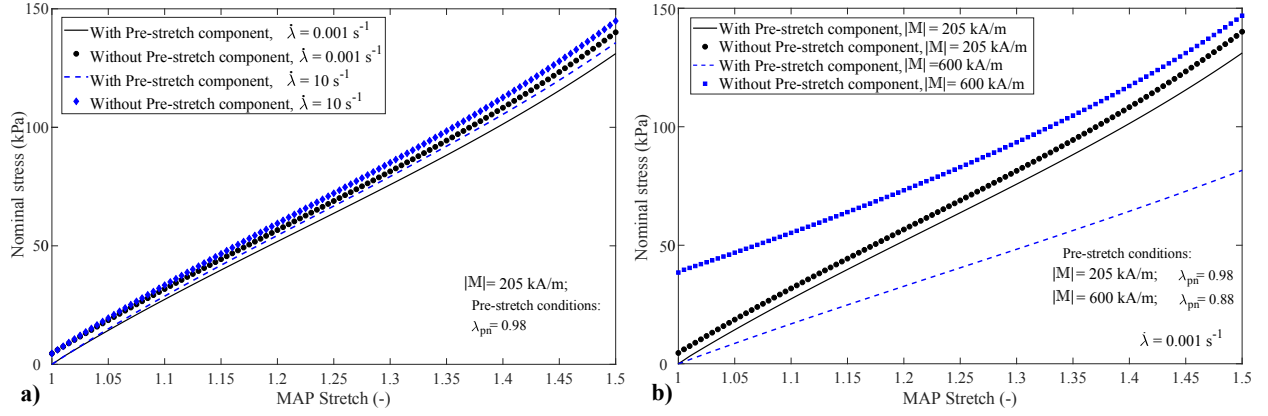 With Pre-stretch component, λ̇ = 0.001 s⁻¹
Without Pre-stretch component, λ̇ = 0.001 s⁻¹
With Pre-stretch component, λ̇ = 10 s⁻¹
Without Pre-stretch component, λ̇ = 10 s⁻¹
150
100
50
0
Nominal stress (kPa)
|M|= 205 kA/m;
Pre-stretch conditions:
λpn= 0.98
1 1.05 1.1 1.15 1.2 1.25 1.3 1.35 1.4 1.45 1.5
MAP Stretch (-)
a)
With Pre-stretch component, |M| = 205 kA/m
Without Pre-stretch component, |M| = 205 kA/m
With Pre-stretch component, |M| =600 kA/m
Without Pre-stretch component, |M|= 600 kA/m
150
100
50
0
Nominal stress (kPa)
Pre-stretch conditions:
|M| = 205 kA/m; λpn= 0.98
|M| = 600 kA/m; λpn= 0.88
λ̇ = 0.001 s⁻¹
1 1.05 1.1 1.15 1.2 1.25 1.3 1.35 1.4 1.45 1.5
MAP Stretch (-)
b)